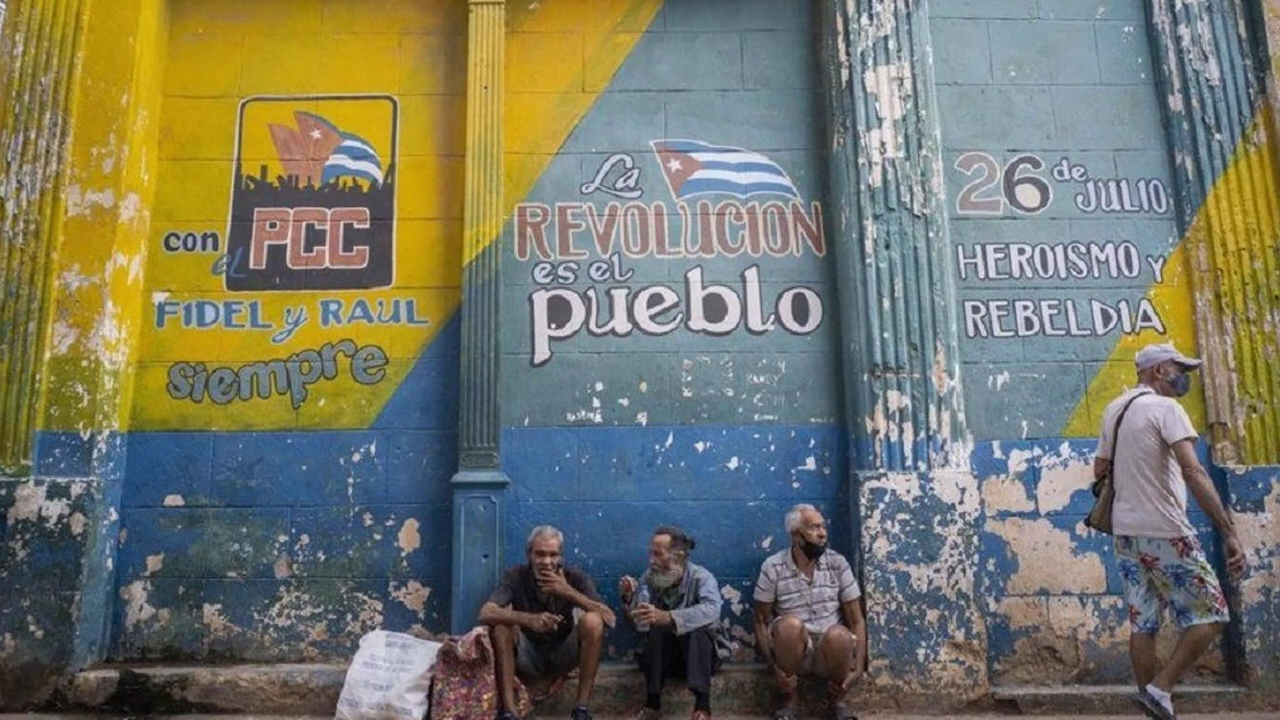 con el PCC
FIDEL y RAUL
siempre
La
REVOLUCION
es el
pueblo
26 de JULIO
HEROISMO y
REBELDIA